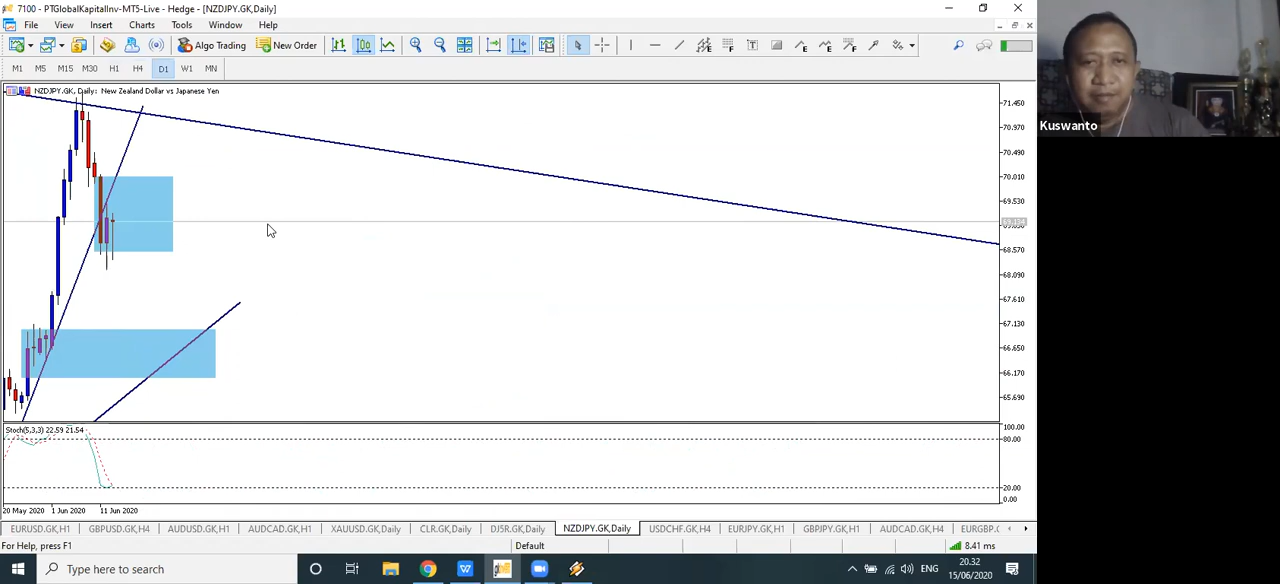 7100 - PTGlobalKapitalInv-MT5-Live - Hedge - [NZDJPY.GK,Daily]
File View Insert Charts Tools Window Help
Algo Trading New Order
M1 M5 M15 M30 H1 H4 D1 W1 MN
NZDJPY.GK, Daily: New Zealand Dollar vs Japanese Yen
71.450
70.970
70.490
70.010
69.530
68.570
68.090
67.610
67.130
66.650
66.170
65.690
Stoch(5,3,3) 22.59 21.54
100.00
80.00
20.00
0.00
20 May 2020 1 Jun 2020 11 Jun 2020
EURUSD.GK,H1 GBPUSD.GK,H4 AUDUSD.GK,H1 AUDCAD.GK,H1 XAUUSD.GK,Daily CLR.GK,Daily DJ5R.GK,Daily NZDJPY.GK,Daily USDCHF.GK,H4 EURJPY.GK,H1 GBPJPY.GK,H1 AUDCAD.GK,H4 EURGBP.G
For Help, press F1 Default 8.41 ms
Type here to search ENG 20.32
15/06/2020
Kuswanto